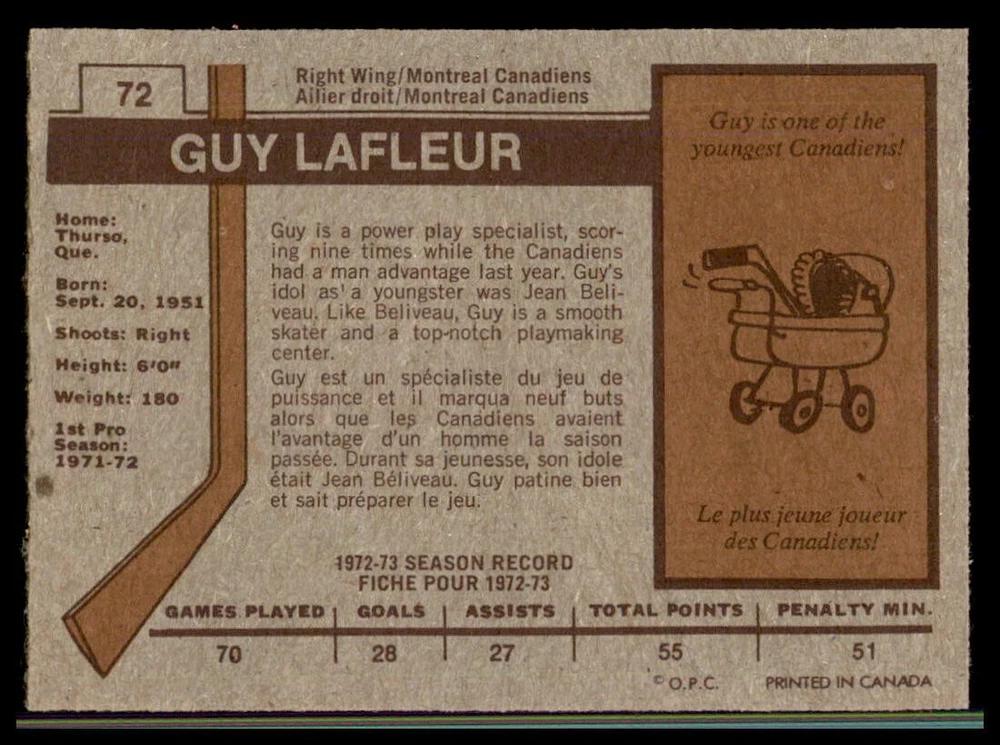 72
Right Wing/Montreal Canadiens
Ailier droit/Montreal Canadiens
GUY LAFLEUR
Home:
Thurso,
Que.
Born:
Sept. 20, 1951
Shoots: Right
Height: 6'0"
Weight: 180
1st Pro
Season:
1971-72
Guy is a power play specialist, scor-
ing nine times while the Canadiens
had a man advantage last year. Guy's
idol as a youngster was Jean Beli-
veau. Like Beliveau, Guy is a smooth
skater and a top-notch playmaking
center.
Guy est un spécialiste du jeu de
puissance et il marqua neuf buts
alors que les Canadiens avaient
l'avantage d'un homme la saison
passée. Durant sa jeunesse, son idole
était Jean Béliveau. Guy patine bien
et sait préparer le jeu.
Guy is one of the
youngest Canadiens!
Le plus jeune joueur
des Canadiens!
1972-73 SEASON RECORD
FICHE POUR 1972-73
GAMES PLAYED GOALS ASSISTS TOTAL POINTS PENALTY MIN.
70 28 27 55 51
© O.P.C. PRINTED IN CANADA